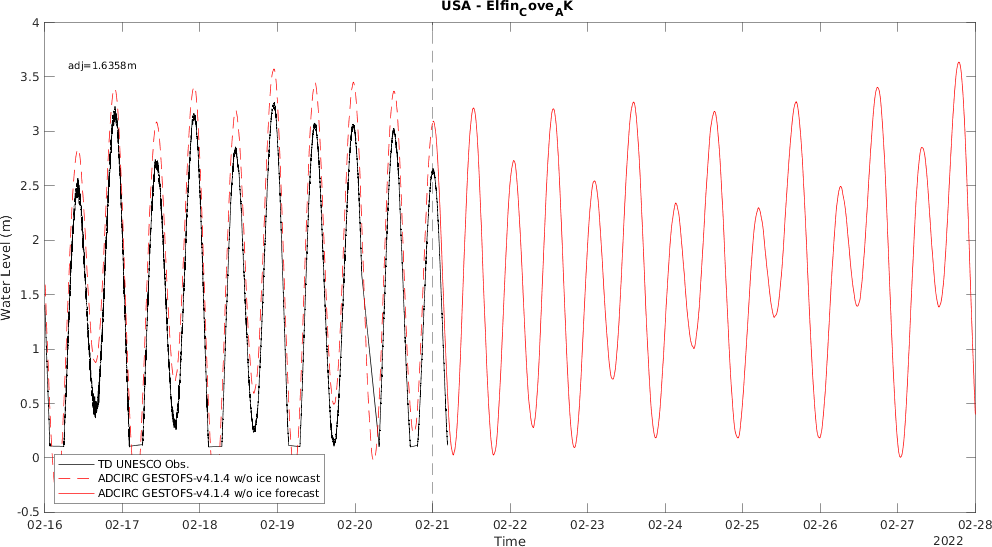 USA - Elfin_Cove_AK
adj=1.6358m
Water Level (m)
4
3.5
3
2.5
2
1.5
1
0.5
0
-0.5
TD UNESCO Obs.
ADCIRC GESTOFS-v4.1.4 w/o ice nowcast
ADCIRC GESTOFS-v4.1.4 w/o ice forecast
02-16 02-17 02-18 02-19 02-20 02-21 02-22 02-23 02-24 02-25 02-26 02-27 02-28
Time
2022